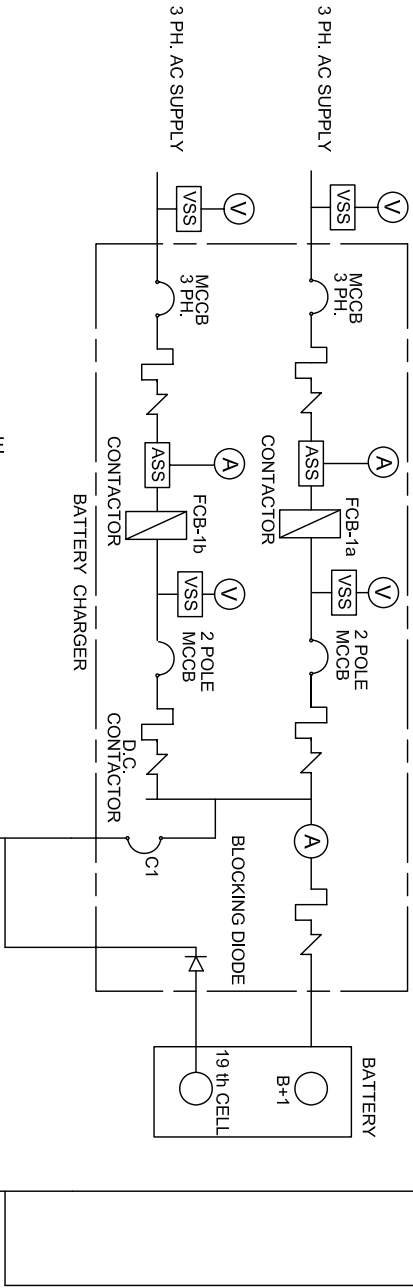 3 PH. AC SUPPLY
V
VSS
MCCB
3 PH.
A
ASS
CONTACTOR
FCB-1a
V
VSS
2 POLE
MCCB
A
BATTERY
B+1
3 PH. AC SUPPLY
V
VSS
MCCB
3 PH.
A
ASS
CONTACTOR
FCB-1b
V
VSS
2 POLE
MCCB
D.C.
CONTACTOR
BLOCKING DIODE
C1
19 th CELL
BATTERY CHARGER